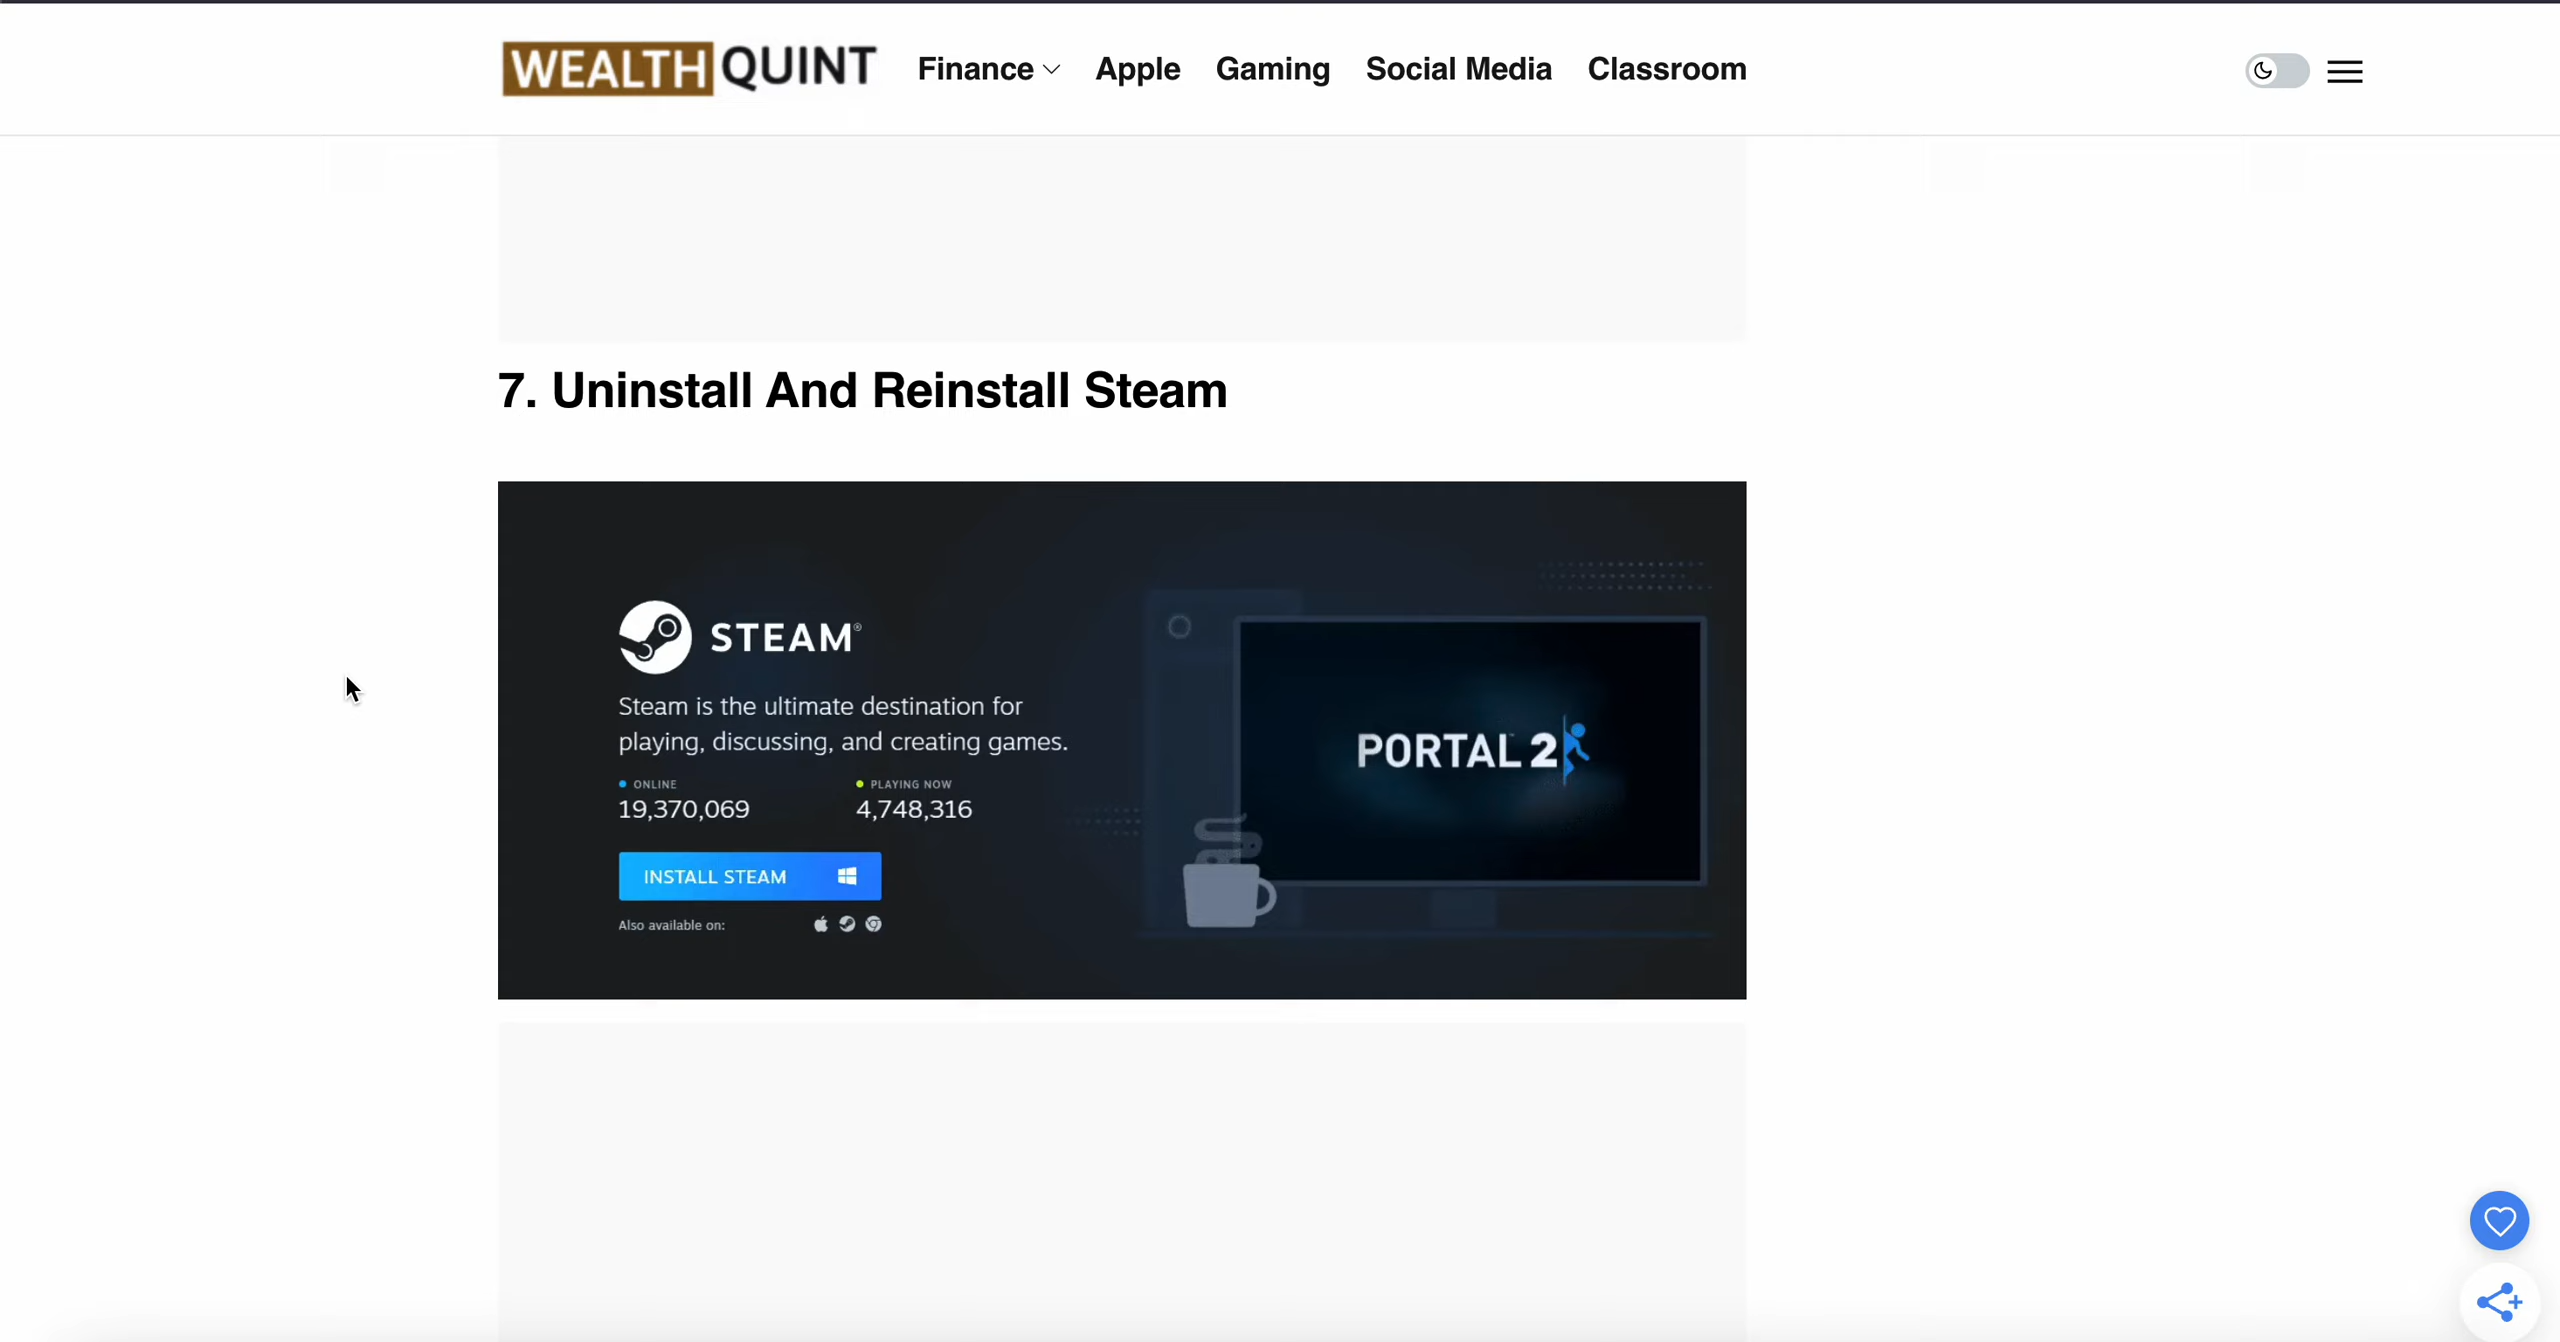 WEALTH QUINT Finance Apple Gaming Social Media Classroom
7. Uninstall And Reinstall Steam
STEAM®
Steam is the ultimate destination for
playing, discussing, and creating games.
ONLINE PLAYING NOW
19,370,069 4,748,316
PORTAL 2
INSTALL STEAM
Also available on: